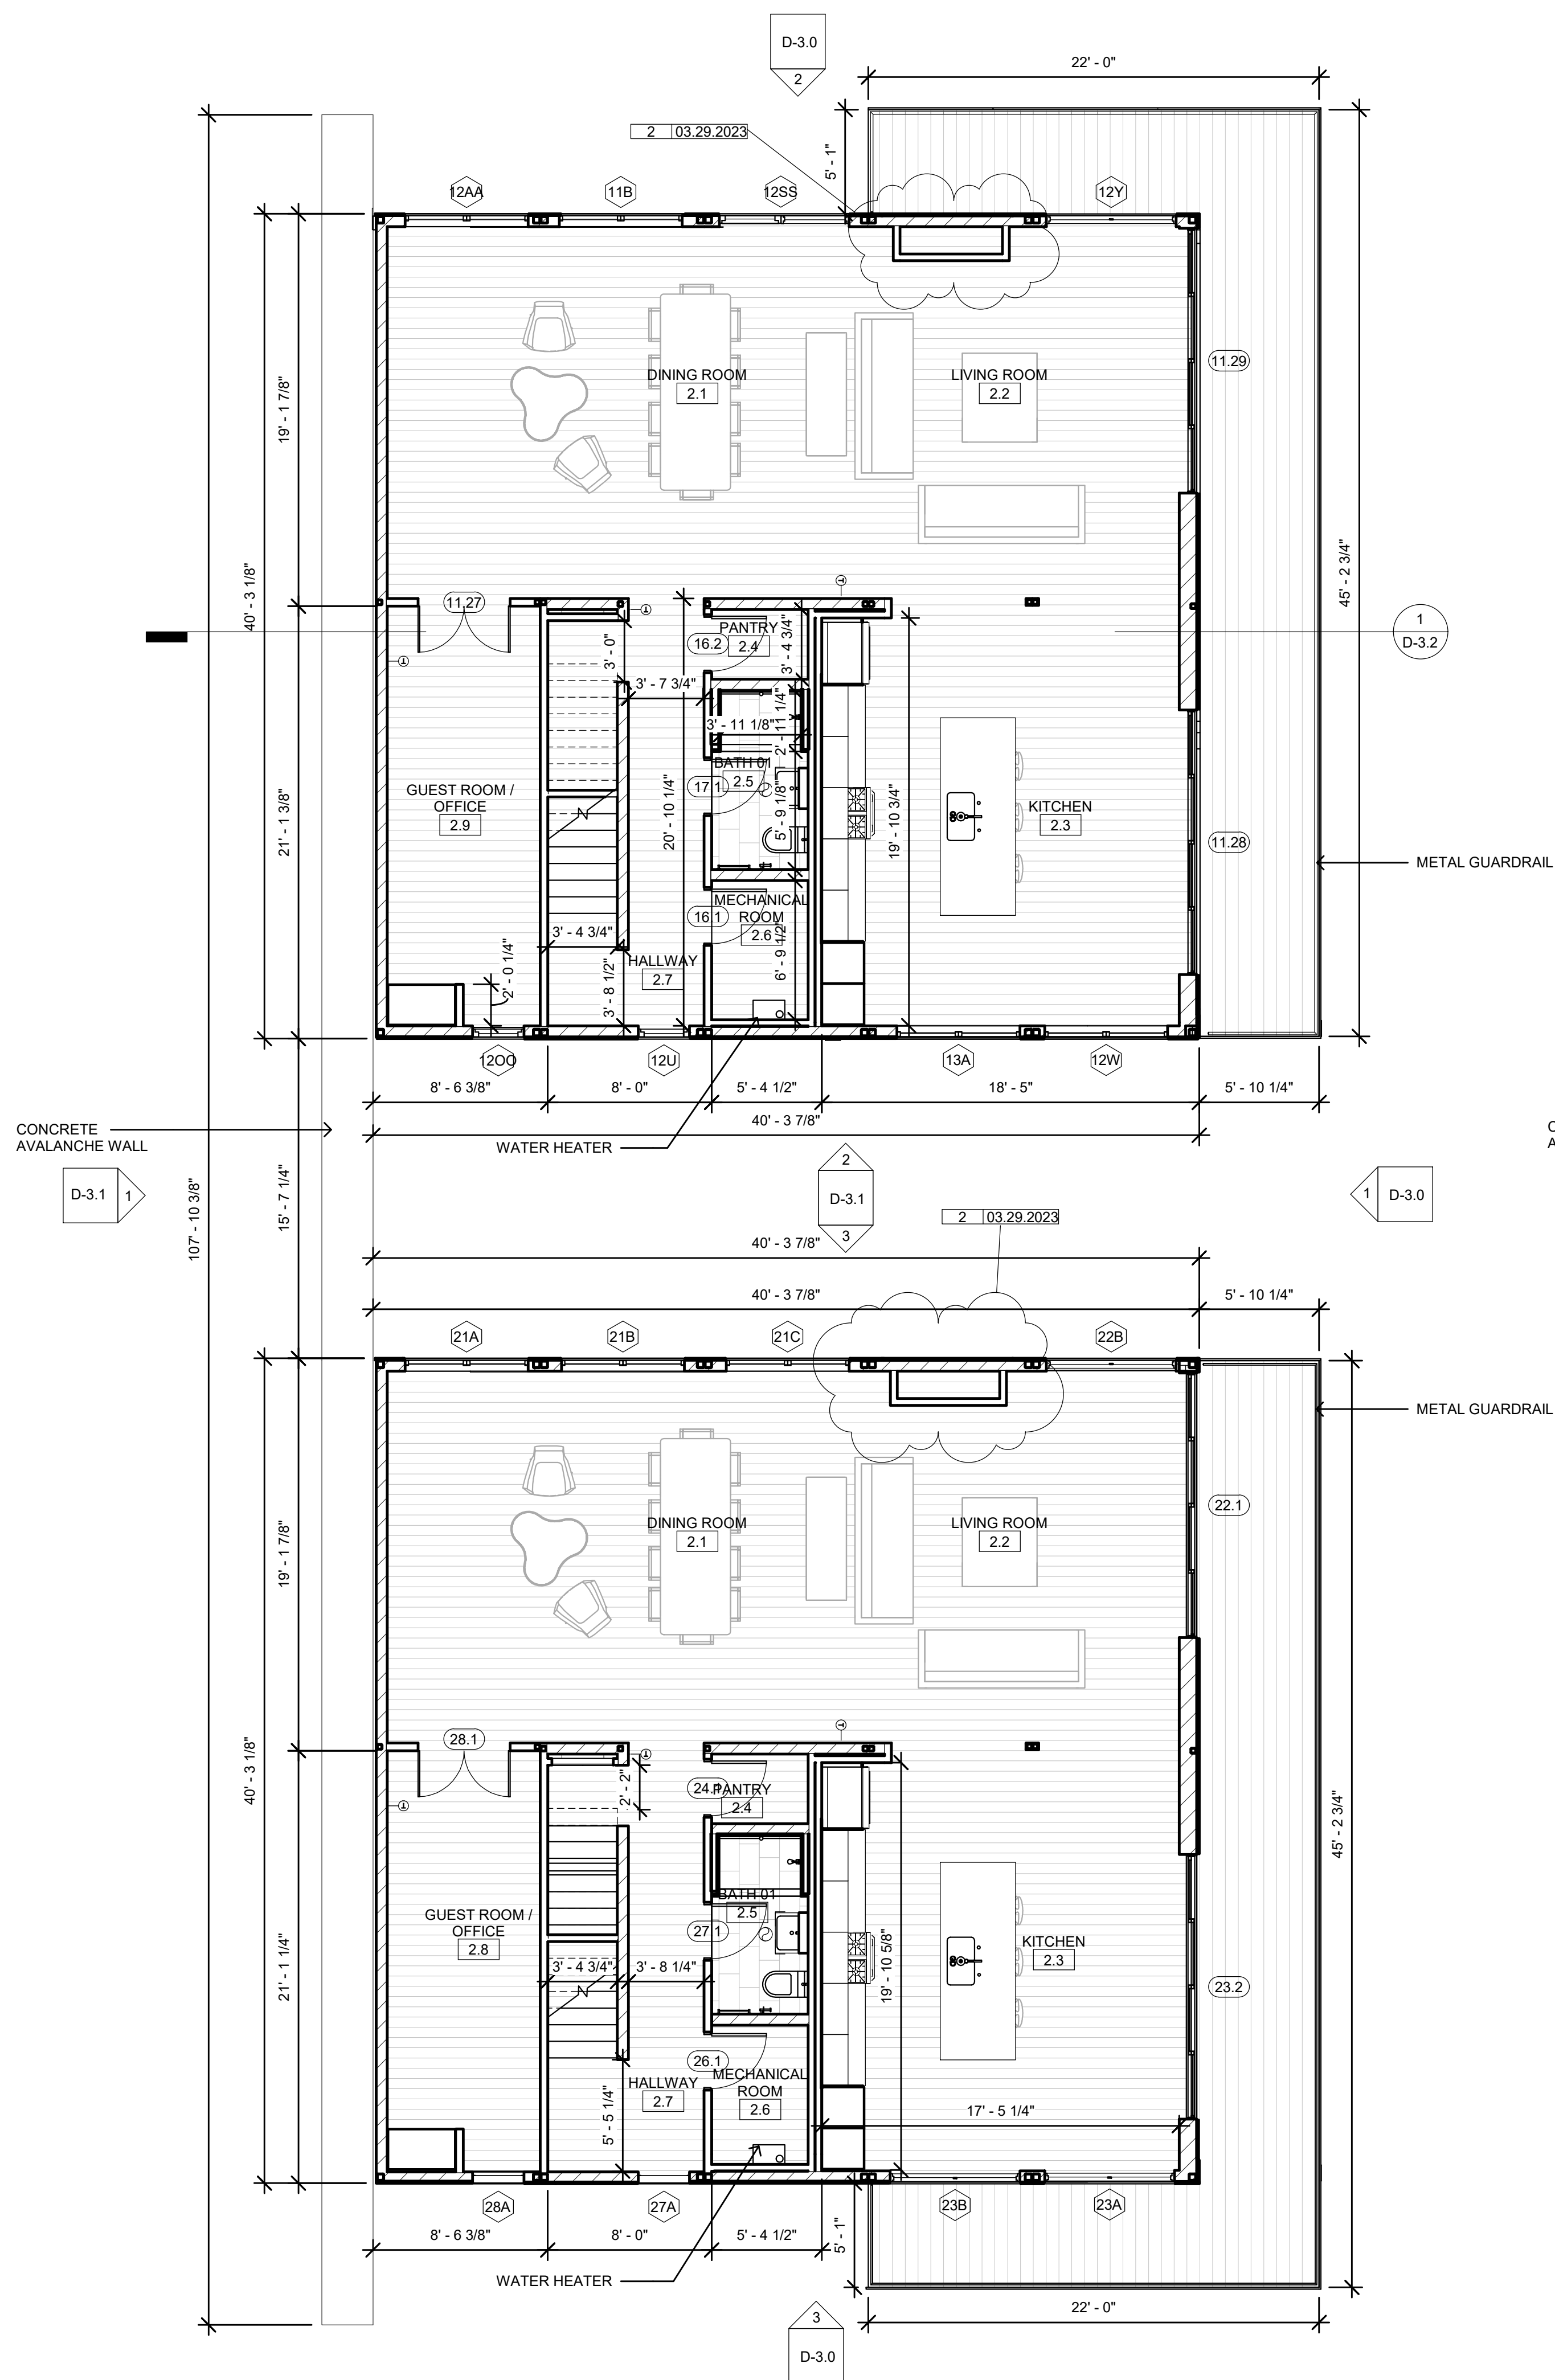 D-3.0
2
22' - 0"
2 03.29.2023
5' - 1"
12AA
11B
12SS
12Y
11.29
DINING ROOM
2.1
LIVING ROOM
2.2
19' - 1 7/8"
40' - 3 1/8"
45' - 2 3/4"
11.27
16.2
PANTRY
2.4
3' - 4 3/4"
3' - 0"
3' - 7 3/4"
1
D-3.2
3' - 11 1/8"
2' - 11 1/4"
BATH 01
2.5
17.1
5' - 9 1/8"
20' - 10 1/4"
19' - 10 3/4"
GUEST ROOM /
OFFICE
2.9
KITCHEN
2.3
21' - 1 3/8"
11.28
METAL GUARDRAIL
MECHANICAL
ROOM
2.6
16.1
6' - 9 1/2"
3' - 4 3/4"
HALLWAY
2.7
2' - 0 1/4"
3' - 8 1/2"
12OO
12U
13A
12W
8' - 6 3/8"
8' - 0"
5' - 4 1/2"
18' - 5"
5' - 10 1/4"
40' - 3 7/8"
CONCRETE
AVALANCHE WALL
WATER HEATER
D-3.1
1
107' - 10 3/8"
15' - 7 1/4"
2
D-3.1
3
1
D-3.0
2 03.29.2023
40' - 3 7/8"
40' - 3 7/8"
5' - 10 1/4"
21A
21B
21C
22B
METAL GUARDRAIL
22.1
DINING ROOM
2.1
LIVING ROOM
2.2
19' - 1 7/8"
40' - 3 1/8"
45' - 2 3/4"
28.1
24.1
PANTRY
2.4
2' - 2"
BATH 01
2.5
27.1
GUEST ROOM /
OFFICE
2.8
3' - 4 3/4"
3' - 8 1/4"
19' - 10 5/8"
KITCHEN
2.3
23.2
21' - 1 1/4"
26.1
MECHANICAL
ROOM
2.6
HALLWAY
2.7
5' - 5 1/4"
17' - 5 1/4"
28A
27A
23B
23A
8' - 6 3/8"
8' - 0"
5' - 4 1/2"
5' - 1"
WATER HEATER
22' - 0"
3
D-3.0